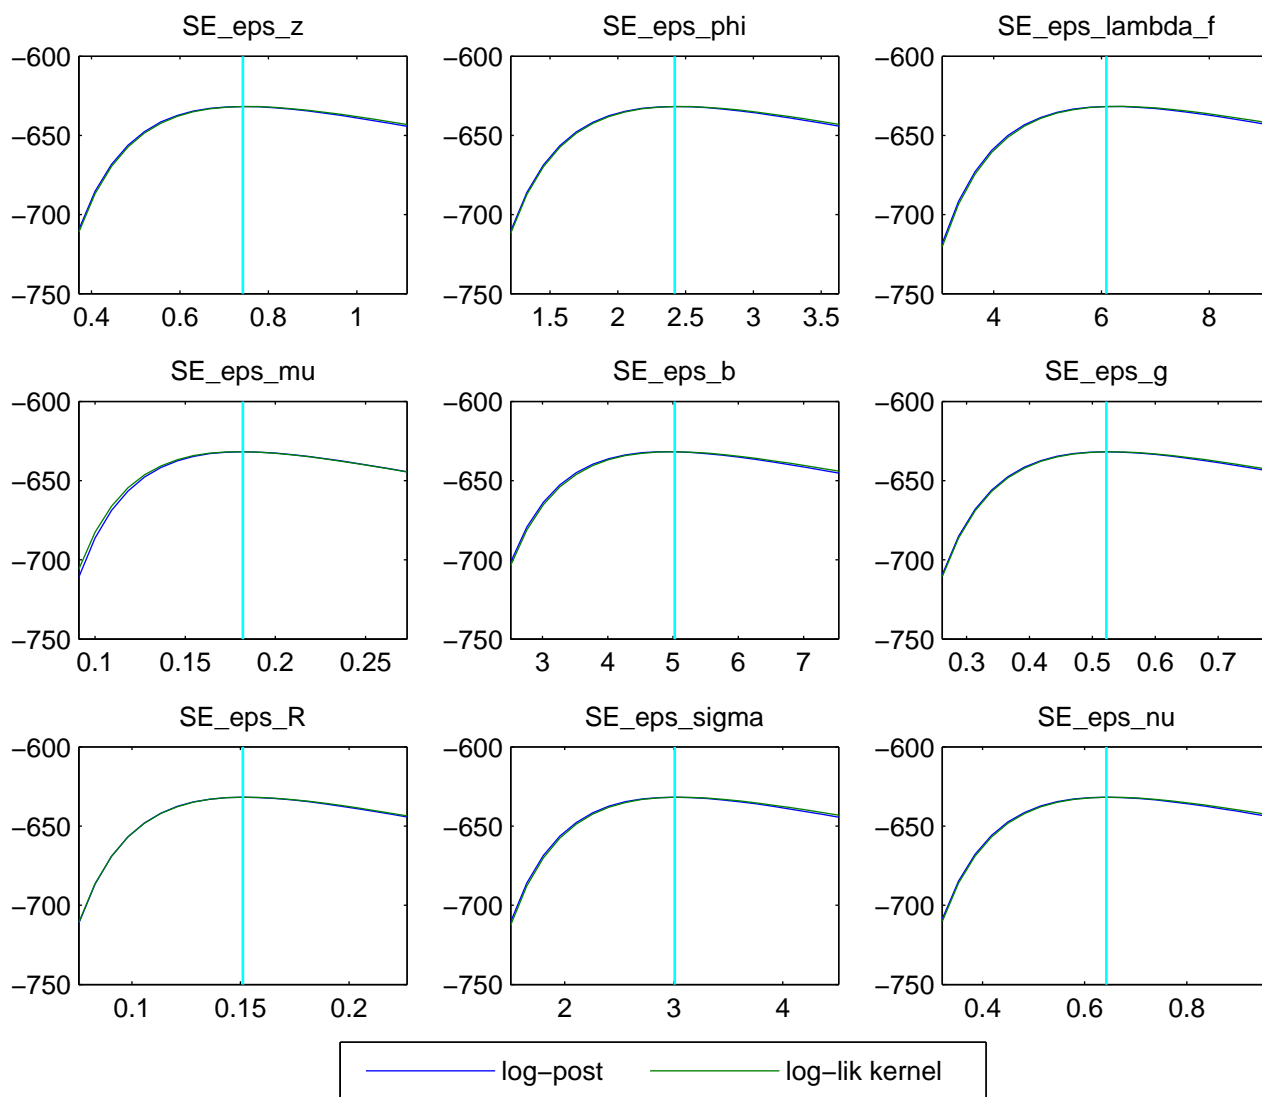 SE_eps_z
−600
−650
−700
−750
0.4 0.6 0.8 1
SE_eps_phi
−600
−650
−700
−750
1.5 2 2.5 3 3.5
SE_eps_lambda_f
−600
−650
−700
−750
4 6 8
SE_eps_mu
−600
−650
−700
−750
0.1 0.15 0.2 0.25
SE_eps_b
−600
−650
−700
−750
3 4 5 6 7
SE_eps_g
−600
−650
−700
−750
0.3 0.4 0.5 0.6 0.7
SE_eps_R
−600
−650
−700
−750
0.1 0.15 0.2
SE_eps_sigma
−600
−650
−700
−750
2 3 4
SE_eps_nu
−600
−650
−700
−750
0.4 0.6 0.8
log−post log−lik kernel